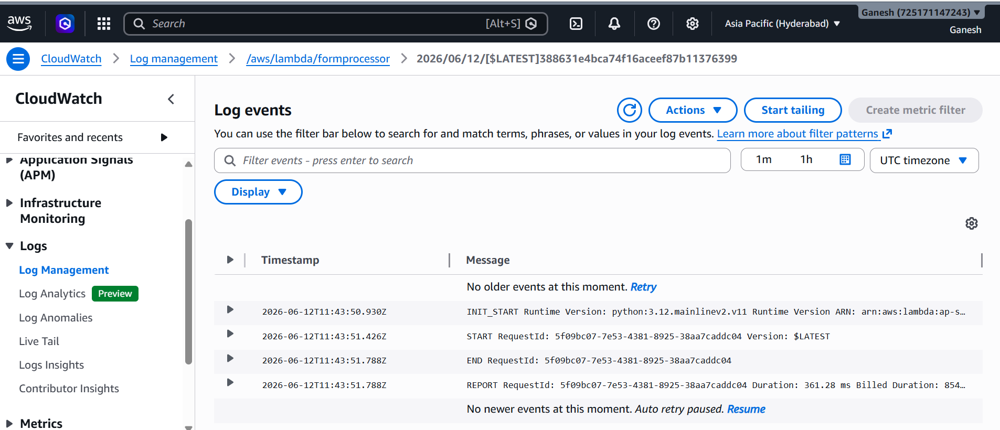 aws
Search [Alt+S]
Asia Pacific (Hyderabad)
Ganesh (725171147243)
Ganesh
CloudWatch
Log management
/aws/lambda/formprocessor
2026/06/12/[$LATEST]388631e4bca74f16aceef87b11376399
CloudWatch
Favorites and recents
Application Signals
(APM)
Infrastructure
Monitoring
Logs
Log Management
Log Analytics Preview
Log Anomalies
Live Tail
Logs Insights
Contributor Insights
Metrics
Log events
Actions
Start tailing
Create metric filter
You can use the filter bar below to search for and match terms, phrases, or values in your log events. Learn more about filter patterns
Filter events - press enter to search
1m 1h
UTC timezone
Display
Timestamp Message
No older events at this moment. Retry
2026-06-12T11:43:50.930Z INIT_START Runtime Version: python:3.12.mainlinev2.v11 Runtime Version ARN: arn:aws:lambda:ap-s…
2026-06-12T11:43:51.426Z START RequestId: 5f09bc07-7e53-4381-8925-38aa7caddc04 Version: $LATEST
2026-06-12T11:43:51.788Z END RequestId: 5f09bc07-7e53-4381-8925-38aa7caddc04
2026-06-12T11:43:51.788Z REPORT RequestId: 5f09bc07-7e53-4381-8925-38aa7caddc04 Duration: 361.28 ms Billed Duration: 854…
No newer events at this moment. Auto retry paused. Resume